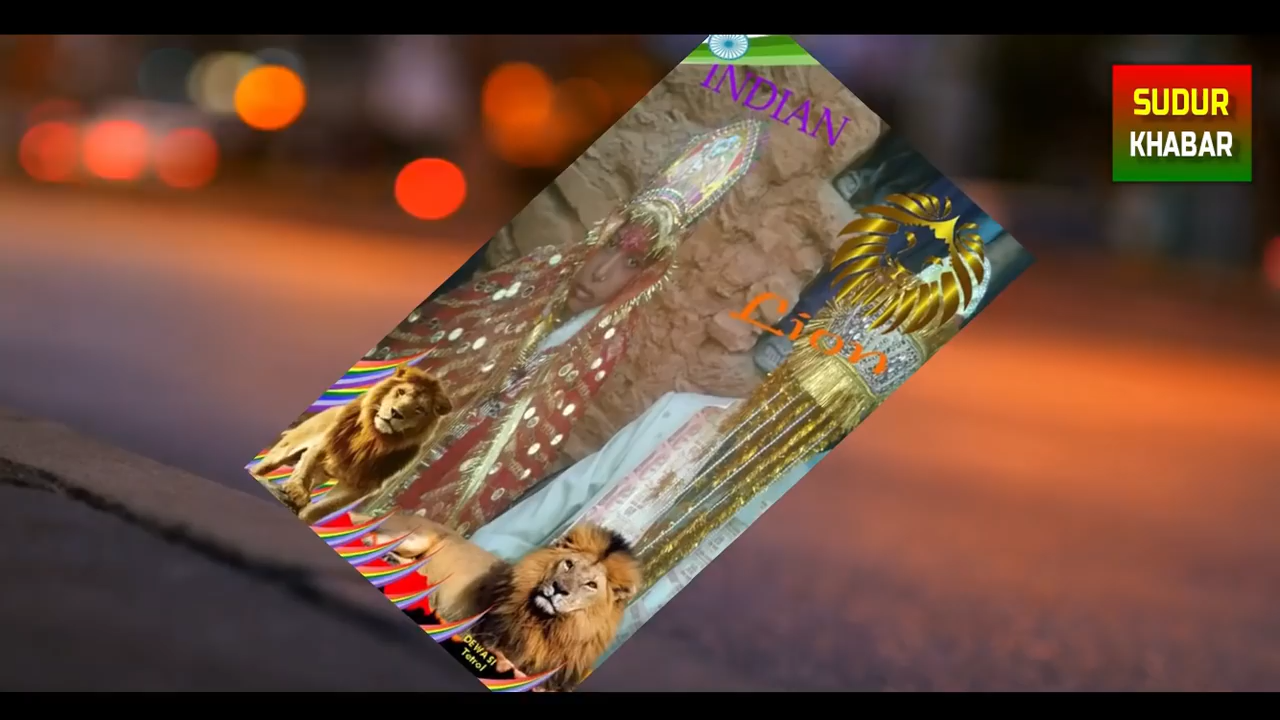 INDIAN
SUDUR
KHABAR
Lion
DEWASI
Tetrol